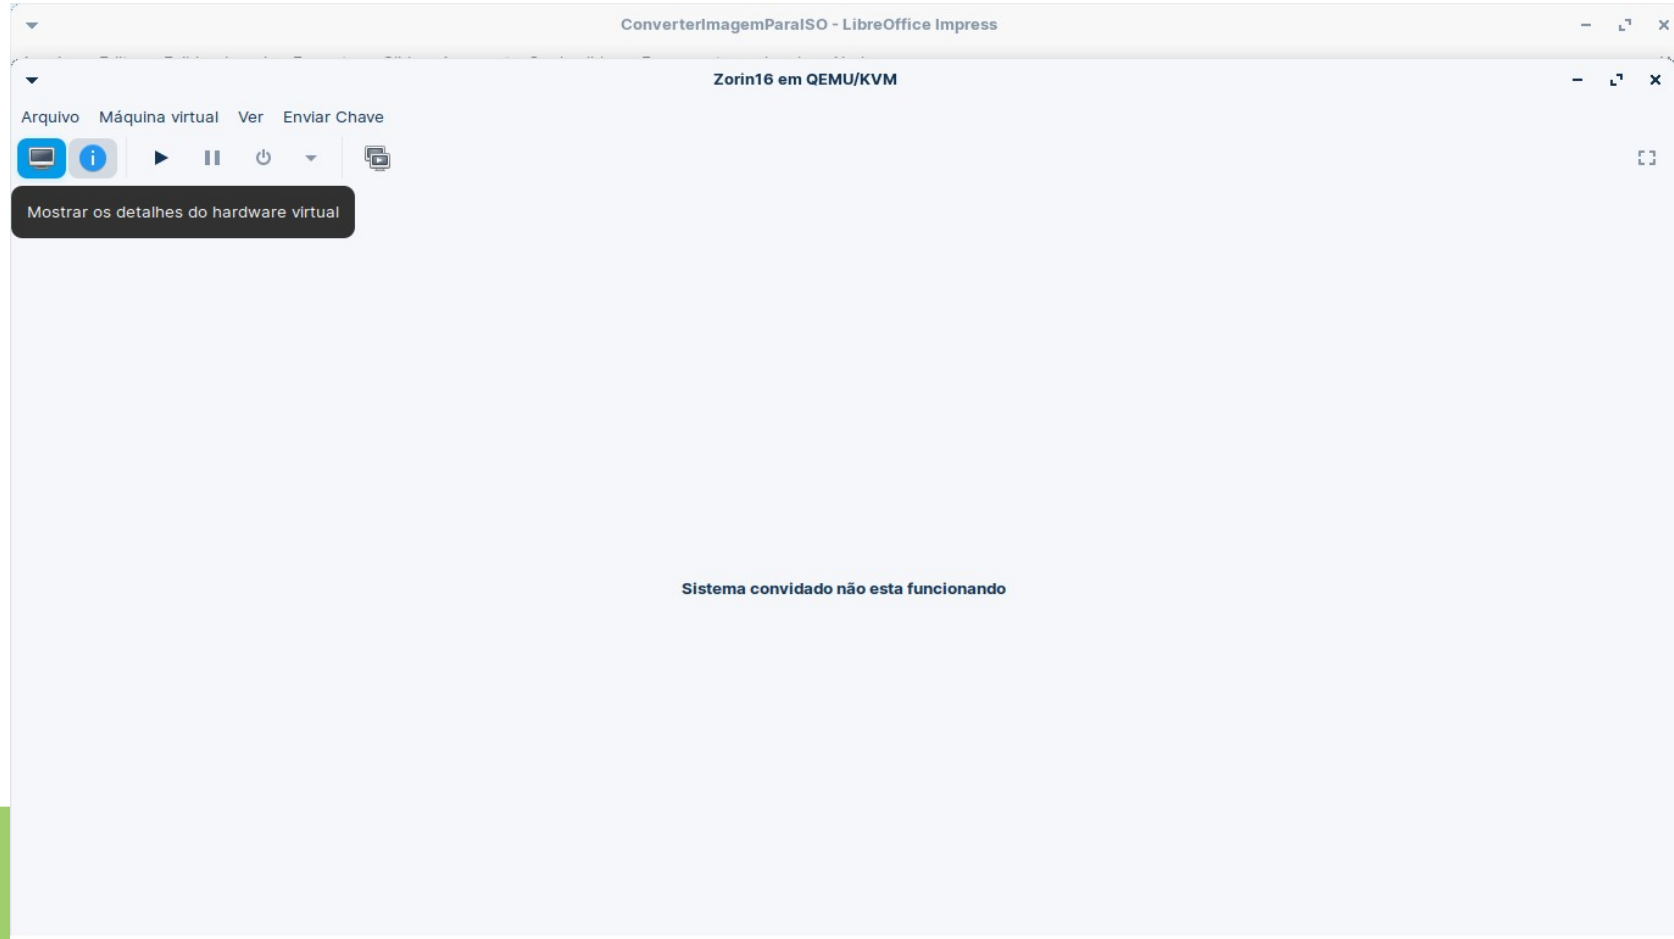 ConverterImagemParaISO - LibreOffice Impress
Zorin16 em QEMU/KVM
Arquivo Máquina virtual Ver Enviar Chave
Mostrar os detalhes do hardware virtual
Sistema convidado não esta funcionando